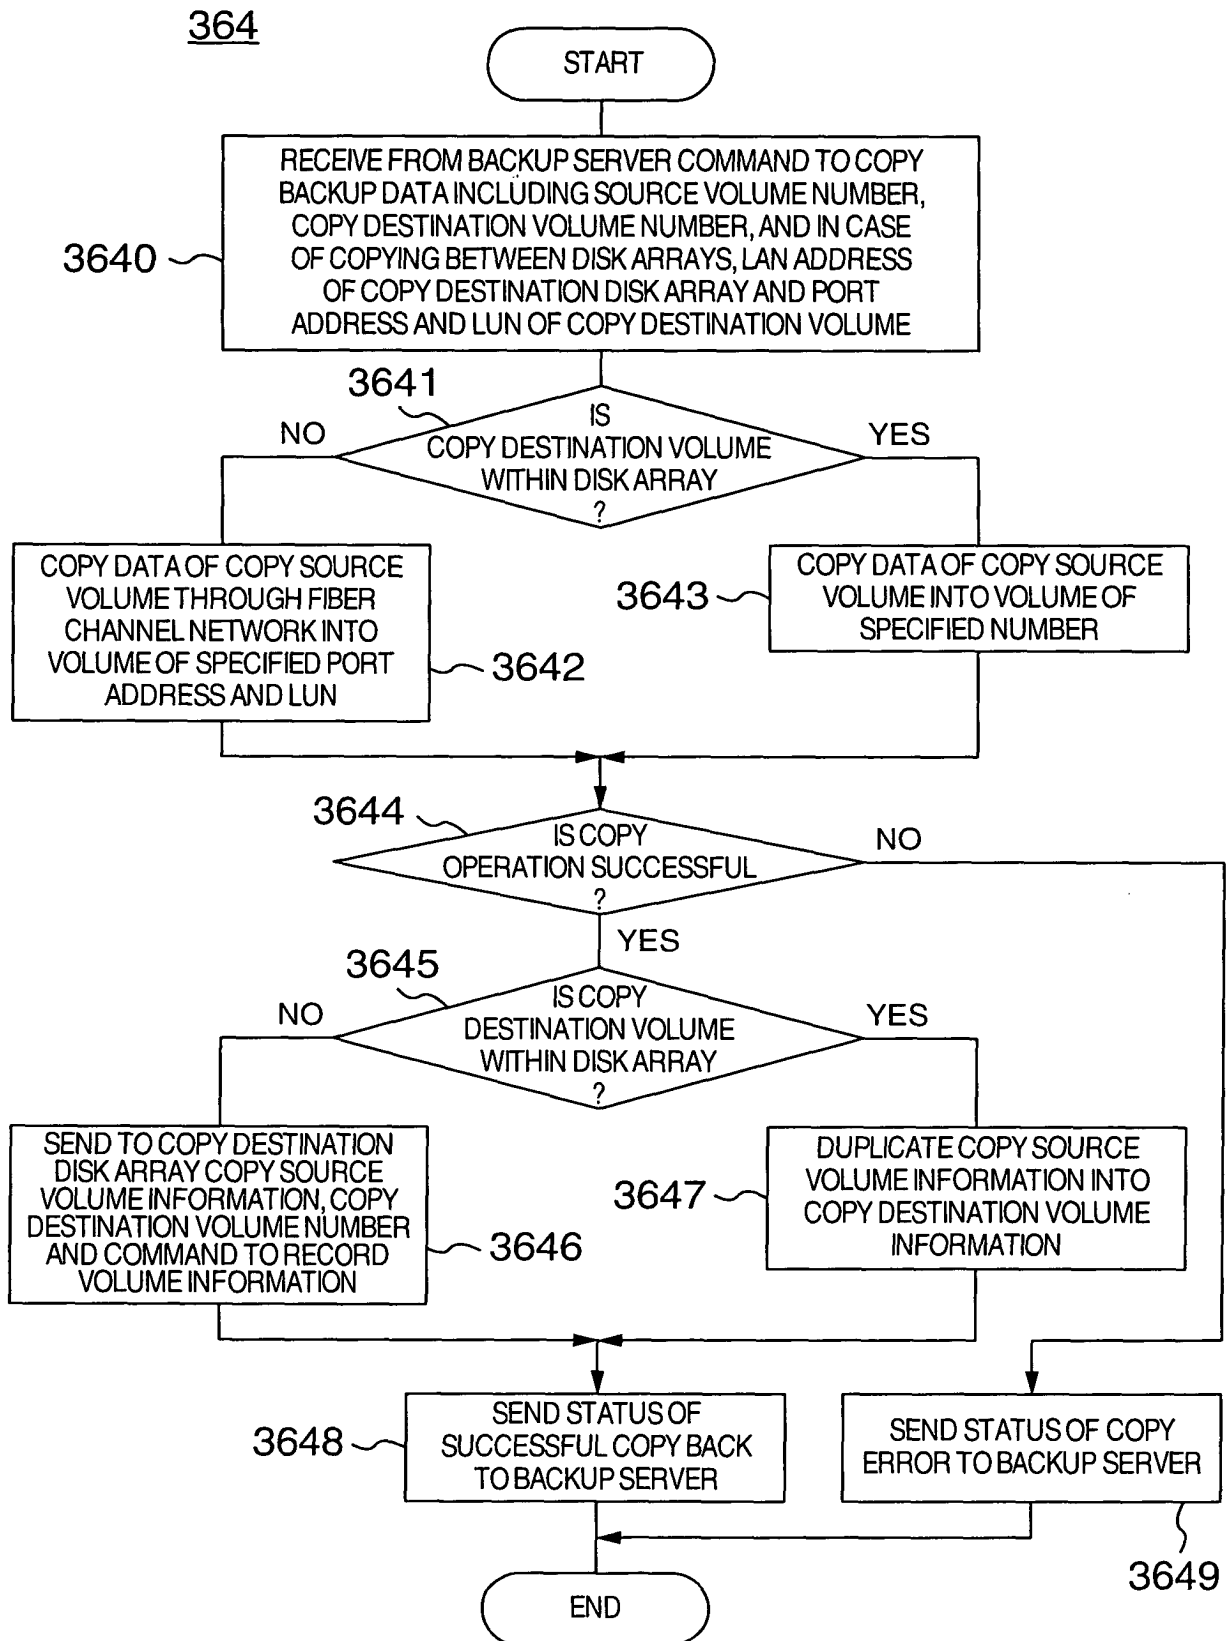 364
START
RECEIVE FROM BACKUP SERVER COMMAND TO COPY
BACKUP DATA INCLUDING SOURCE VOLUME NUMBER,
COPY DESTINATION VOLUME NUMBER, AND IN CASE
OF COPYING BETWEEN DISK ARRAYS, LAN ADDRESS
OF COPY DESTINATION DISK ARRAY AND PORT
ADDRESS AND LUN OF COPY DESTINATION VOLUME
3640
3641
IS
COPY DESTINATION VOLUME
WITHIN DISK ARRAY
?
NO
YES
COPY DATA OF COPY SOURCE
VOLUME THROUGH FIBER
CHANNEL NETWORK INTO
VOLUME OF SPECIFIED PORT
ADDRESS AND LUN
3642
3643
COPY DATA OF COPY SOURCE
VOLUME INTO VOLUME OF
SPECIFIED NUMBER
3644
IS COPY
OPERATION SUCCESSFUL
?
NO
YES
3645
IS COPY
DESTINATION VOLUME
WITHIN DISK ARRAY
?
NO
YES
SEND TO COPY DESTINATION
DISK ARRAY COPY SOURCE
VOLUME INFORMATION, COPY
DESTINATION VOLUME NUMBER
AND COMMAND TO RECORD
VOLUME INFORMATION
3646
3647
DUPLICATE COPY SOURCE
VOLUME INFORMATION INTO
COPY DESTINATION VOLUME
INFORMATION
3648
SEND STATUS OF
SUCCESSFUL COPY BACK
TO BACKUP SERVER
SEND STATUS OF COPY
ERROR TO BACKUP SERVER
3649
END